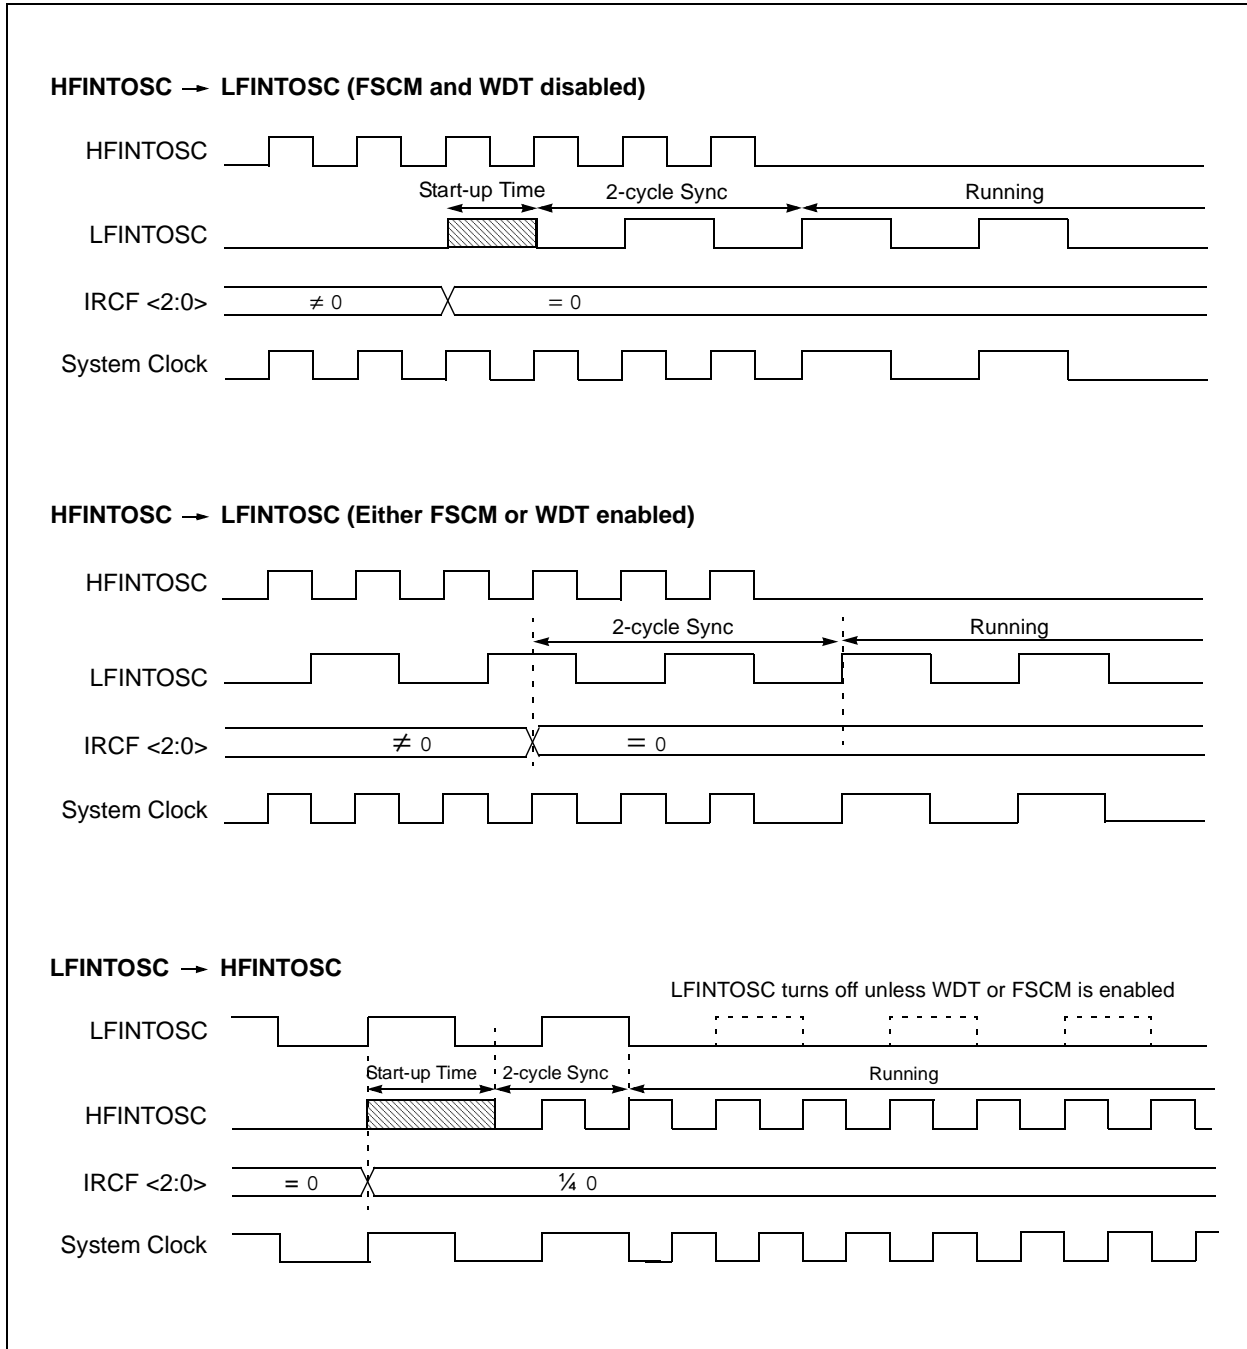 HFINTOSC → LFINTOSC (FSCM and WDT disabled)
HFINTOSC
Start-up Time 2-cycle Sync Running
LFINTOSC
IRCF <2:0> ≠ 0 = 0
System Clock
HFINTOSC → LFINTOSC (Either FSCM or WDT enabled)
HFINTOSC
2-cycle Sync Running
LFINTOSC
IRCF <2:0> ≠ 0 = 0
System Clock
LFINTOSC → HFINTOSC
LFINTOSC turns off unless WDT or FSCM is enabled
LFINTOSC
Start-up Time 2-cycle Sync Running
HFINTOSC
IRCF <2:0> = 0 ¼ 0
System Clock